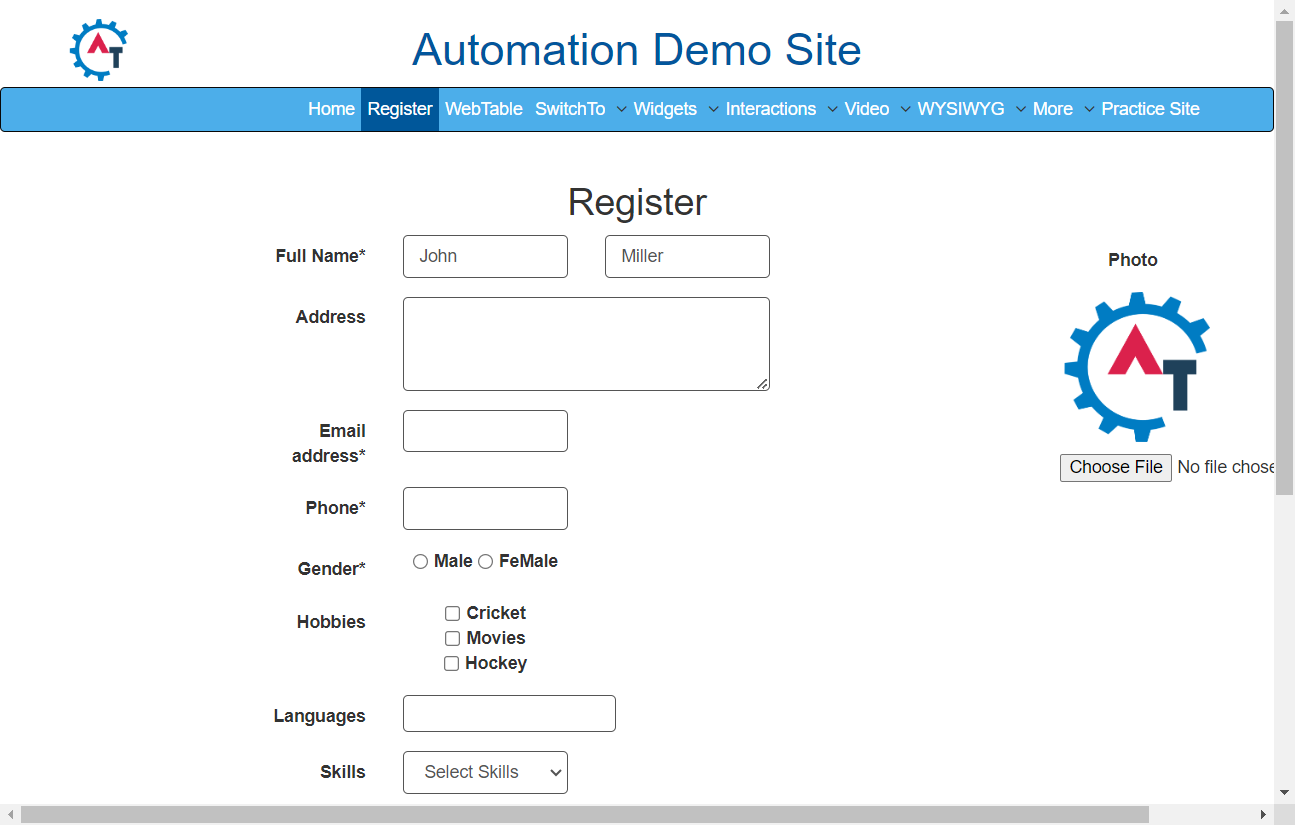 AT
Automation Demo Site
Home Register WebTable SwitchTo Widgets Interactions Video WYSIWYG More Practice Site
Register
Full Name* John Miller
Photo
Address
AT
Email
address*
Choose File No file chose
Phone*
Gender* Male FeMale
Hobbies Cricket
Movies
Hockey
Languages
Skills Select Skills